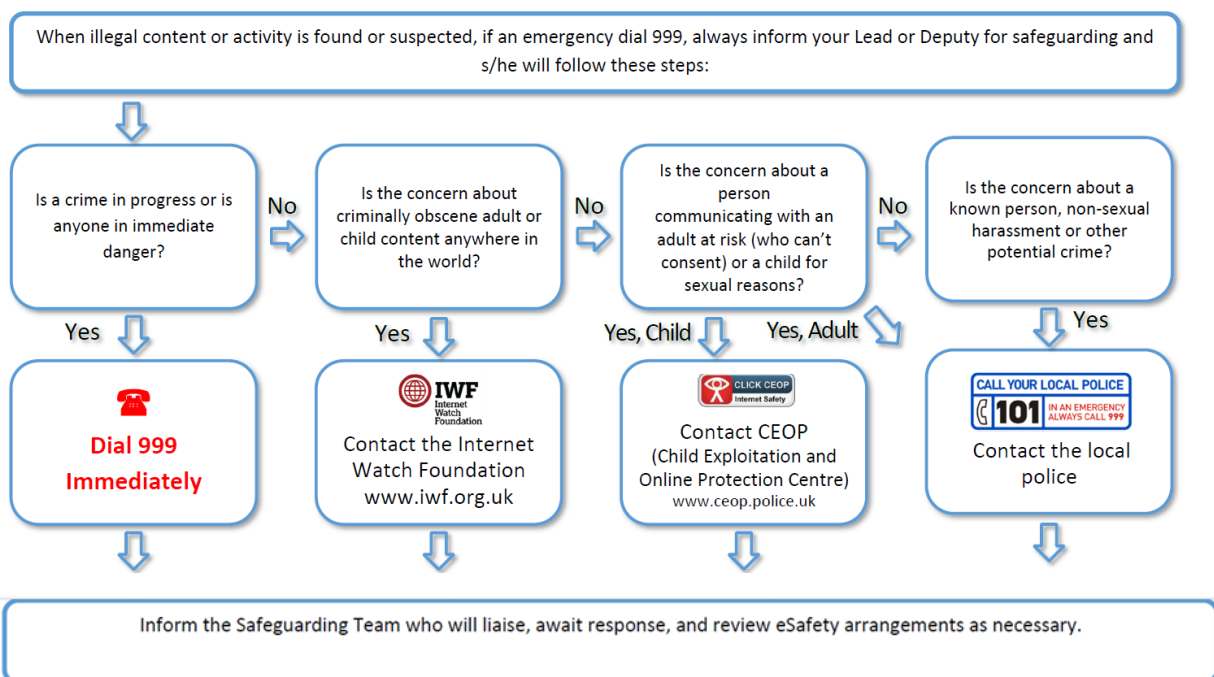 When illegal content or activity is found or suspected, if an emergency dial 999, always inform your Lead or Deputy for safeguarding and
s/he will follow these steps:
Is a crime in progress or is
anyone in immediate
danger?
No
Is the concern about
criminally obscene adult or
child content anywhere in
the world?
No
Is the concern about a
person
communicating with an
adult at risk (who can't
consent) or a child for
sexual reasons?
No
Is the concern about a
known person, non-sexual
harassment or other
potential crime?
Yes
Yes
Yes, Child
Yes, Adult
Yes
Dial 999
Immediately
IWF
Internet
Watch
Foundation
Contact the Internet
Watch Foundation
www.iwf.org.uk
CLICK CEOP
Internet Safety
Contact CEOP
(Child Exploitation and
Online Protection Centre)
www.ceop.police.uk
CALL YOUR LOCAL POLICE
101
IN AN EMERGENCY
ALWAYS CALL 999
Contact the local
police
Inform the Safeguarding Team who will liaise, await response, and review eSafety arrangements as necessary.